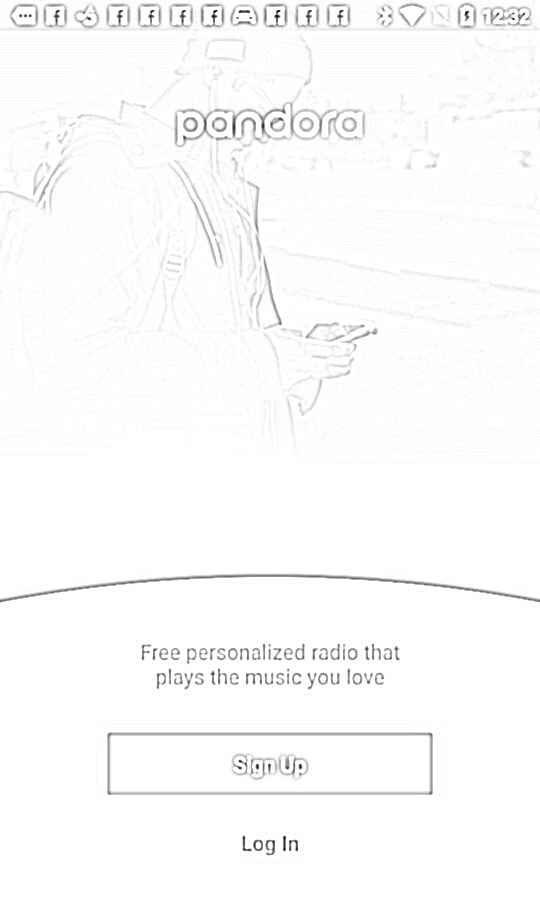 12:32
pandora
Free personalized radio that
plays the music you love
Sign Up
Log In